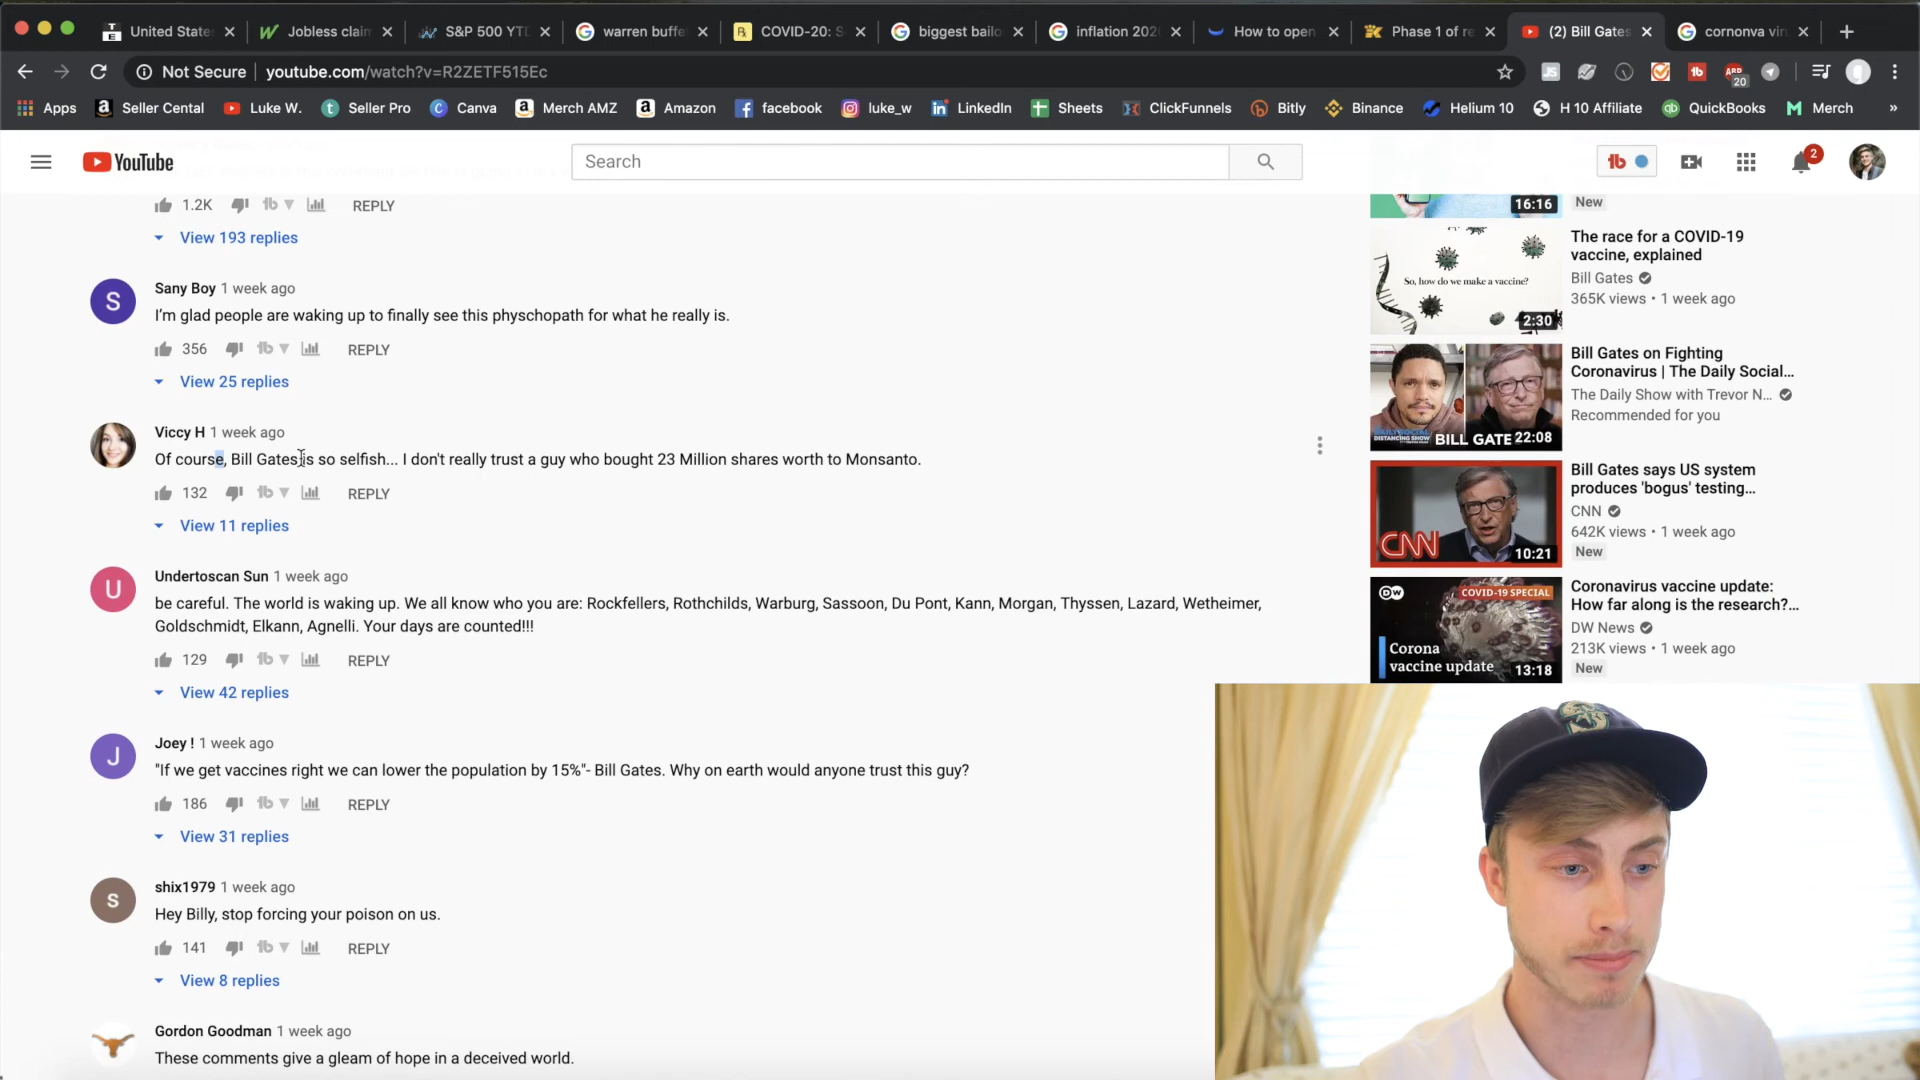 United State
Jobless clain
S&P 500 YTD
warren buffe
COVID-20: S
biggest bailo
inflation 202
How to open
Phase 1 of re
(2) Bill Gates
cornonva viru
Not Secure youtube.com/watch?v=R2ZETF515Ec
ABP 20
Apps
Seller Cental
Luke W.
Seller Pro
Canva
Merch AMZ
Amazon
facebook
luke_w
LinkedIn
Sheets
ClickFunnels
Bitly
Binance
Helium 10
H 10 Affiliate
QuickBooks
Merch
»
YouTube
Search
tb
2
1.2K REPLY
View 193 replies
Sany Boy 1 week ago
I'm glad people are waking up to finally see this physchopath for what he really is.
356 REPLY
View 25 replies
Viccy H 1 week ago
Of course, Bill Gates is so selfish... I don't really trust a guy who bought 23 Million shares worth to Monsanto.
132 REPLY
View 11 replies
Undertoscan Sun 1 week ago
be careful. The world is waking up. We all know who you are: Rockfellers, Rothchilds, Warburg, Sassoon, Du Pont, Kann, Morgan, Thyssen, Lazard, Wetheimer,
Goldschmidt, Elkann, Agnelli. Your days are counted!!!
129 REPLY
View 42 replies
Joey ! 1 week ago
"If we get vaccines right we can lower the population by 15%"- Bill Gates. Why on earth would anyone trust this guy?
186 REPLY
View 31 replies
shix1979 1 week ago
Hey Billy, stop forcing your poison on us.
141 REPLY
View 8 replies
Gordon Goodman 1 week ago
These comments give a gleam of hope in a deceived world.
16:16
New
So, how do we make a vaccine?
2:30
The race for a COVID-19
vaccine, explained
Bill Gates
365K views • 1 week ago
BILL GATE 22:08
Bill Gates on Fighting
Coronavirus | The Daily Social...
The Daily Show with Trevor N...
Recommended for you
CNN
10:21
Bill Gates says US system
produces 'bogus' testing...
CNN
642K views • 1 week ago
New
DW
COVID-19 SPECIAL
Corona
vaccine update
13:18
Coronavirus vaccine update:
How far along is the research?...
DW News
213K views • 1 week ago
New